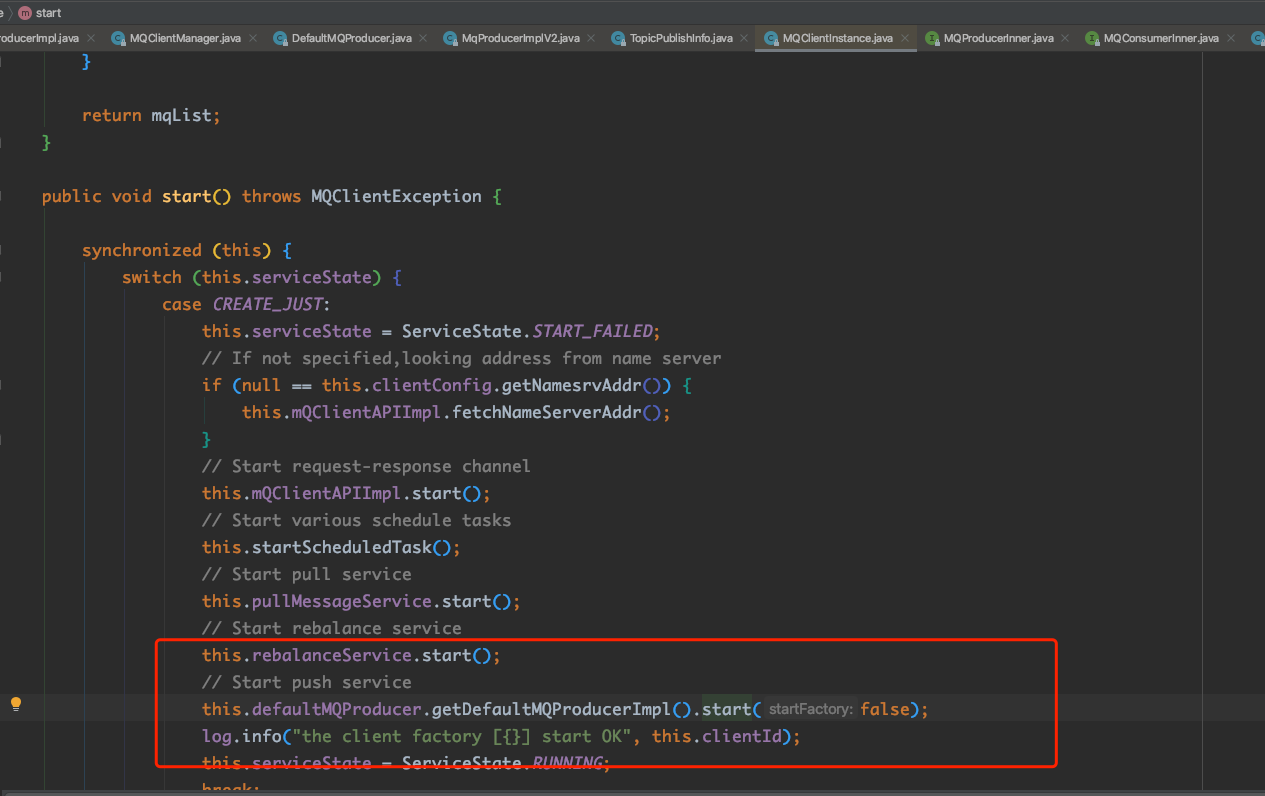 e > m start
roducerImpl.java × MQClientManager.java × DefaultMQProducer.java × MqProducerImplV2.java × TopicPublishInfo.java × MQClientInstance.java × MQProducerInner.java × MQConsumerInner.java ×
}
return mqList;
}
public void start() throws MQClientException {
synchronized (this) {
switch (this.serviceState) {
case CREATE_JUST:
this.serviceState = ServiceState.START_FAILED;
// If not specified,looking address from name server
if (null == this.clientConfig.getNamesrvAddr()) {
this.mQClientAPIImpl.fetchNameServerAddr();
}
// Start request-response channel
this.mQClientAPIImpl.start();
// Start various schedule tasks
this.startScheduledTask();
// Start pull service
this.pullMessageService.start();
// Start rebalance service
this.rebalanceService.start();
// Start push service
this.defaultMQProducer.getDefaultMQProducerImpl().start( startFactory: false);
log.info("the client factory [{}] start OK", this.clientId);
this.serviceState = ServiceState.RUNNING;
break;